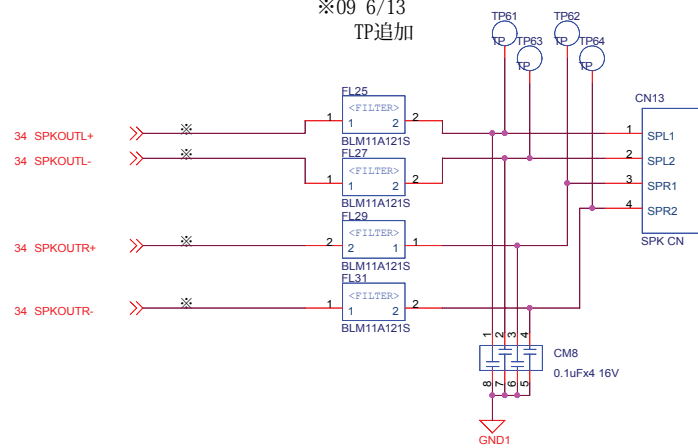 ※09 6/13
TP追加
TP61
TP62
TP
TP63
TP
TP
TP64
TP
CN13
FL25
<FILTER>
1
1
2
2
BLM11A121S
34 SPKOUTL+
※
1
SPL1
34 SPKOUTL-
※
2
SPL2
FL27
<FILTER>
1
1
2
2
BLM11A121S
3
SPR1
4
SPR2
SPK CN
FL29
<FILTER>
34 SPKOUTR+
※
2
2
1
1
BLM11A121S
FL31
<FILTER>
34 SPKOUTR-
※
1
1
2
2
BLM11A121S
1
2
3
4
CM8
0.1uFx4 16V
8
7
6
5
GND1